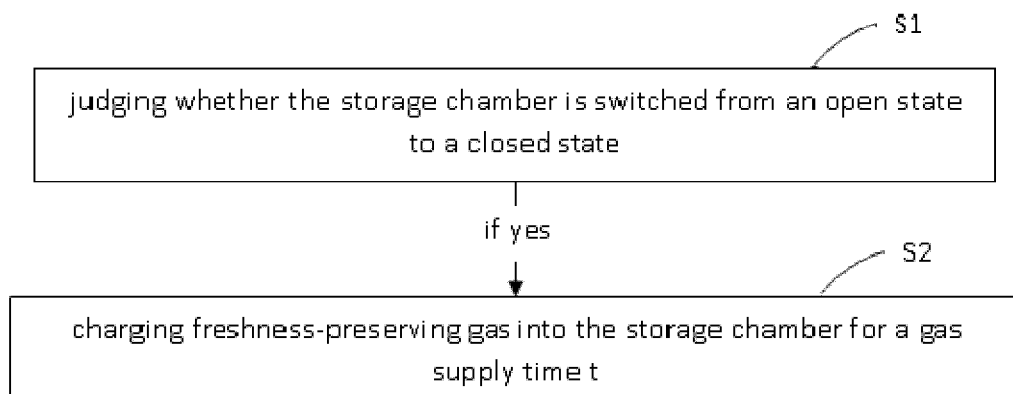 S1
judging whether the storage chamber is switched from an open state
to a closed state
if yes
S2
charging freshness-preserving gas into the storage chamber for a gas
supply time t